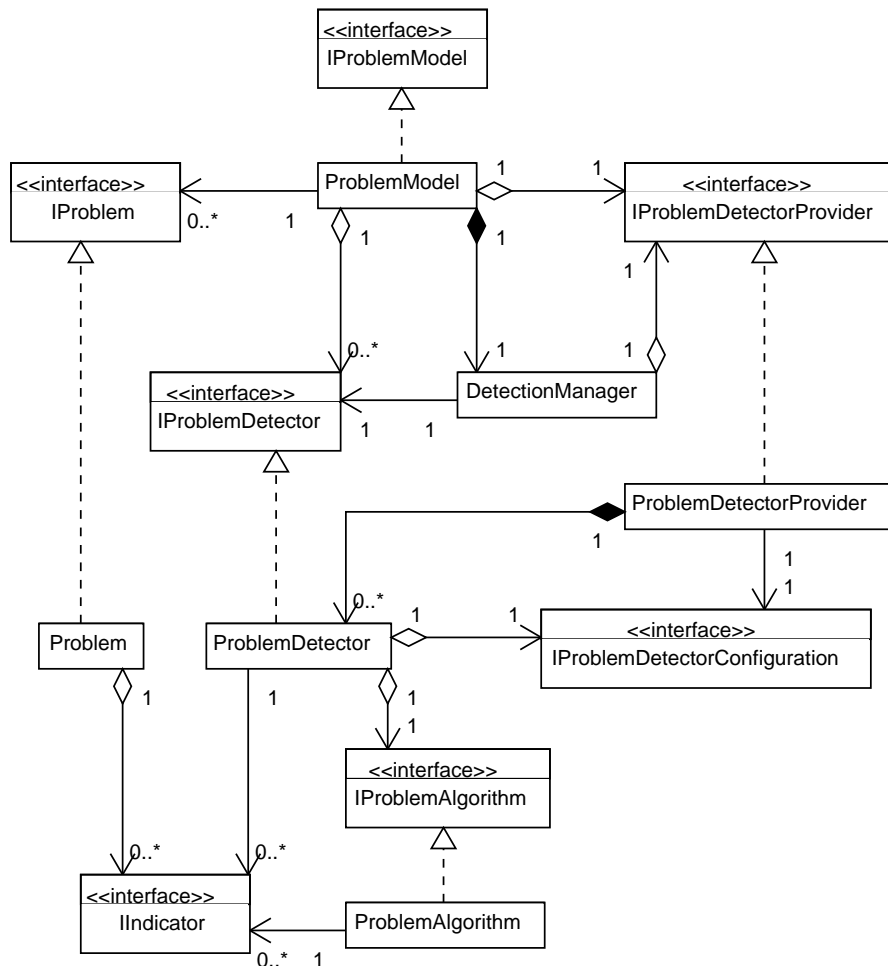 <<interface>>
IProblemModel
<<interface>>
IProblem
ProblemModel
<<interface>>
IProblemDetectorProvider
1
1
0..*
1
1
1
1
1
0..*
1
1
<<interface>>
IProblemDetector
DetectionManager
1
1
ProblemDetectorProvider
1
1
1
0..*
Problem
ProblemDetector
1
1
<<interface>>
IProblemDetectorConfiguration
1
1
1
1
<<interface>>
IProblemAlgorithm
0..*
0..*
<<interface>>
IIndicator
ProblemAlgorithm
0..*
1